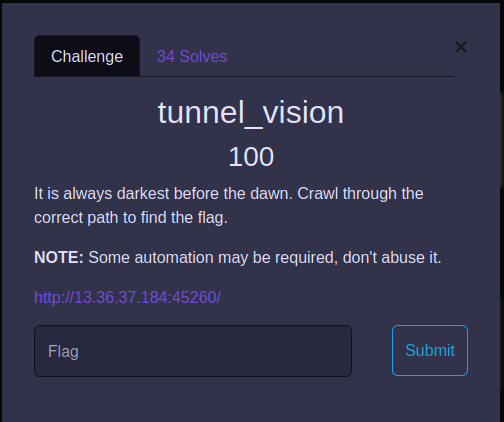 Challenge
34 Solves
×
tunnel_vision
100
It is always darkest before the dawn. Crawl through the
correct path to find the flag.
NOTE: Some automation may be required, don't abuse it.
http://13.36.37.184:45260/
Flag
Submit